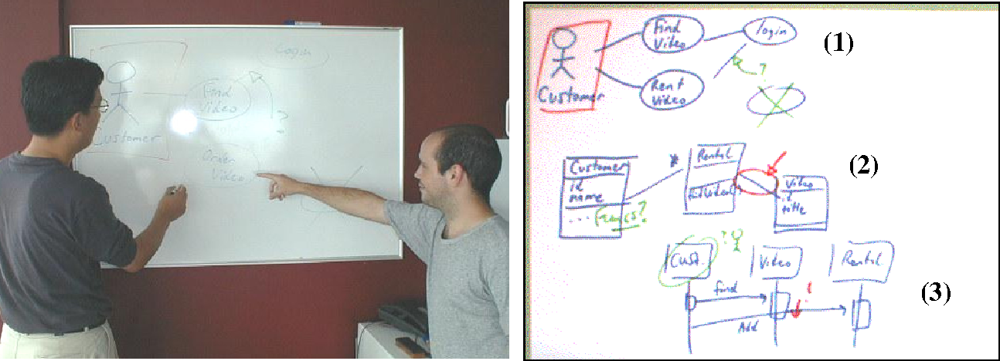 Login
Find
Video
?
Customer
Order
Video
Find
Video
login
(1)
?
Rent
Video
Customer
(2)
*
Rental
Customer
id
name
Video
id
title
...
?
Cust.
Video
Rental
(3)
find
!
Add